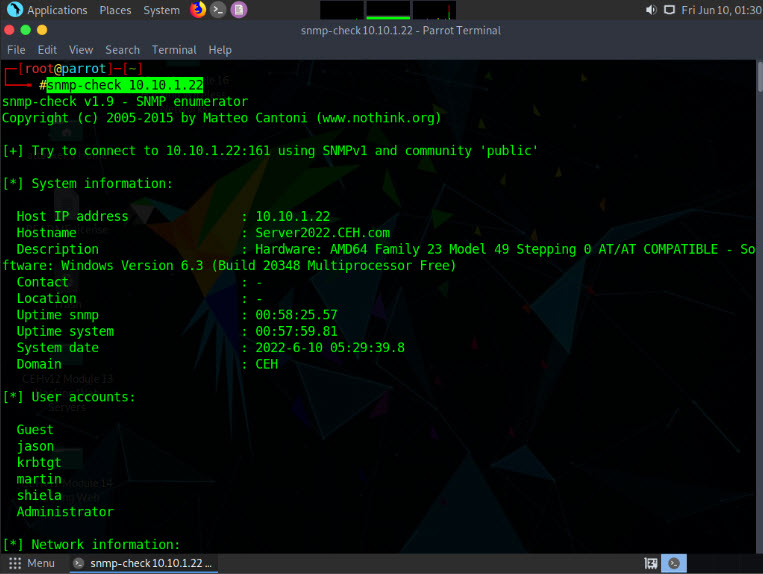 Applications Places System Fri Jun 10, 01:30
snmp-check 10.10.1.22 - Parrot Terminal
File Edit View Search Terminal Help
[root@parrot]-[~]
#snmp-check 10.10.1.22
snmp-check v1.9 - SNMP enumerator
Copyright (c) 2005-2015 by Matteo Cantoni (www.nothink.org)
[+] Try to connect to 10.10.1.22:161 using SNMPv1 and community 'public'
[*] System information:
Host IP address : 10.10.1.22
Hostname : Server2022.CEH.com
Description : Hardware: AMD64 Family 23 Model 49 Stepping 0 AT/AT COMPATIBLE - So
ftware: Windows Version 6.3 (Build 20348 Multiprocessor Free)
Contact : -
Location : -
Uptime snmp : 00:58:25.57
Uptime system : 00:57:59.81
System date : 2022-6-10 05:29:39.8
Domain : CEH
CEHv12 Module 13
Servers
[*] User accounts:
Guest
jason
krbtgt
martin
shiela
Administrator
[*] Network information:
Menu snmp-check 10.10.1.22 ...